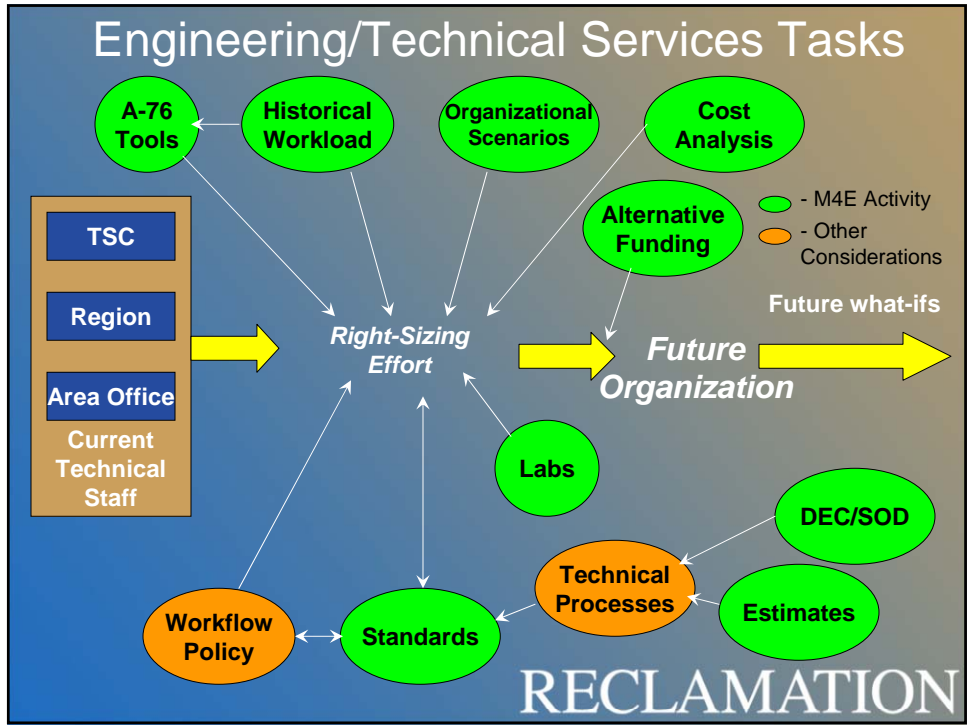 Engineering/Technical Services Tasks
A-76
Tools
Historical
Workload
Organizational
Scenarios
Cost
Analysis
Alternative
Funding
- M4E Activity
- Other
Considerations
TSC
Region
Area Office
Current
Technical
Staff
Right-Sizing
Effort
Future
Organization
Future what-ifs
Labs
DEC/SOD
Technical
Processes
Estimates
Workflow
Policy
Standards
RECLAMATION